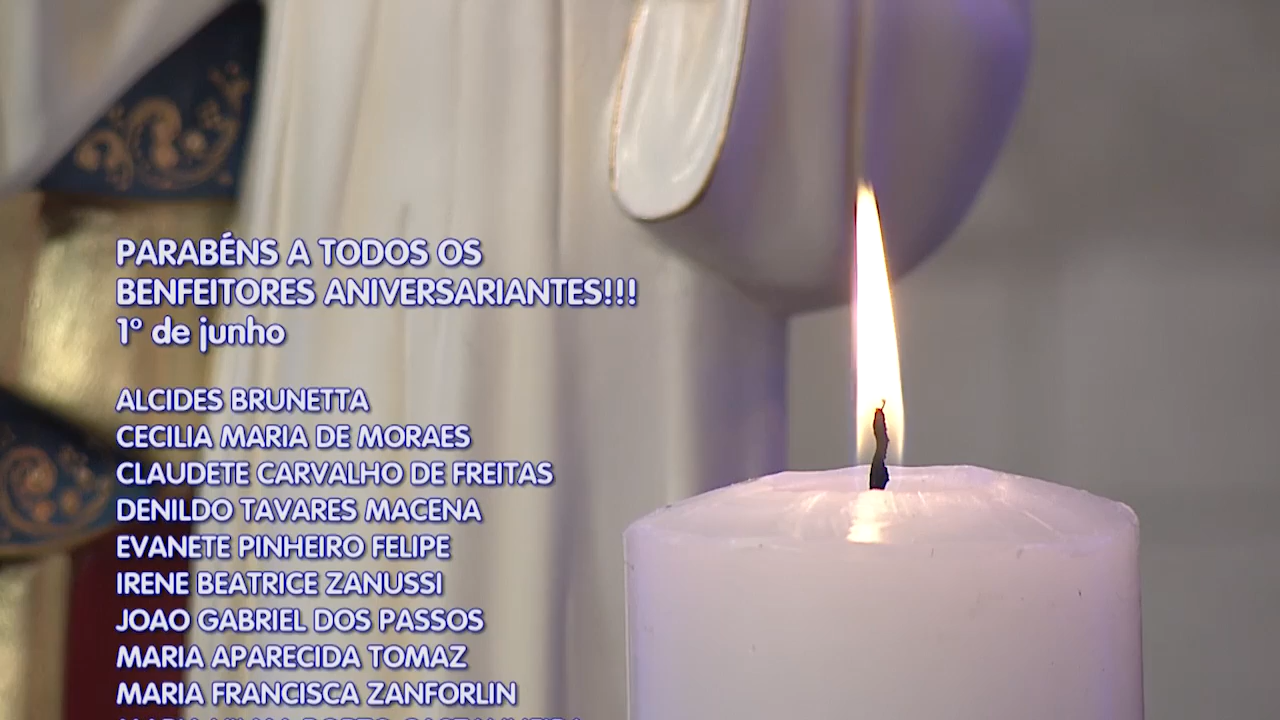 PARABÉNS A TODOS OS
BENFEITORES ANIVERSARIANTES!!!
1º de junho
ALCIDES BRUNETTA
CECILIA MARIA DE MORAES
CLAUDETE CARVALHO DE FREITAS
DENILDO TAVARES MACENA
EVANETE PINHEIRO FELIPE
IRENE BEATRICE ZANUSSI
JOAO GABRIEL DOS PASSOS
MARIA APARECIDA TOMAZ
MARIA FRANCISCA ZANFORLIN